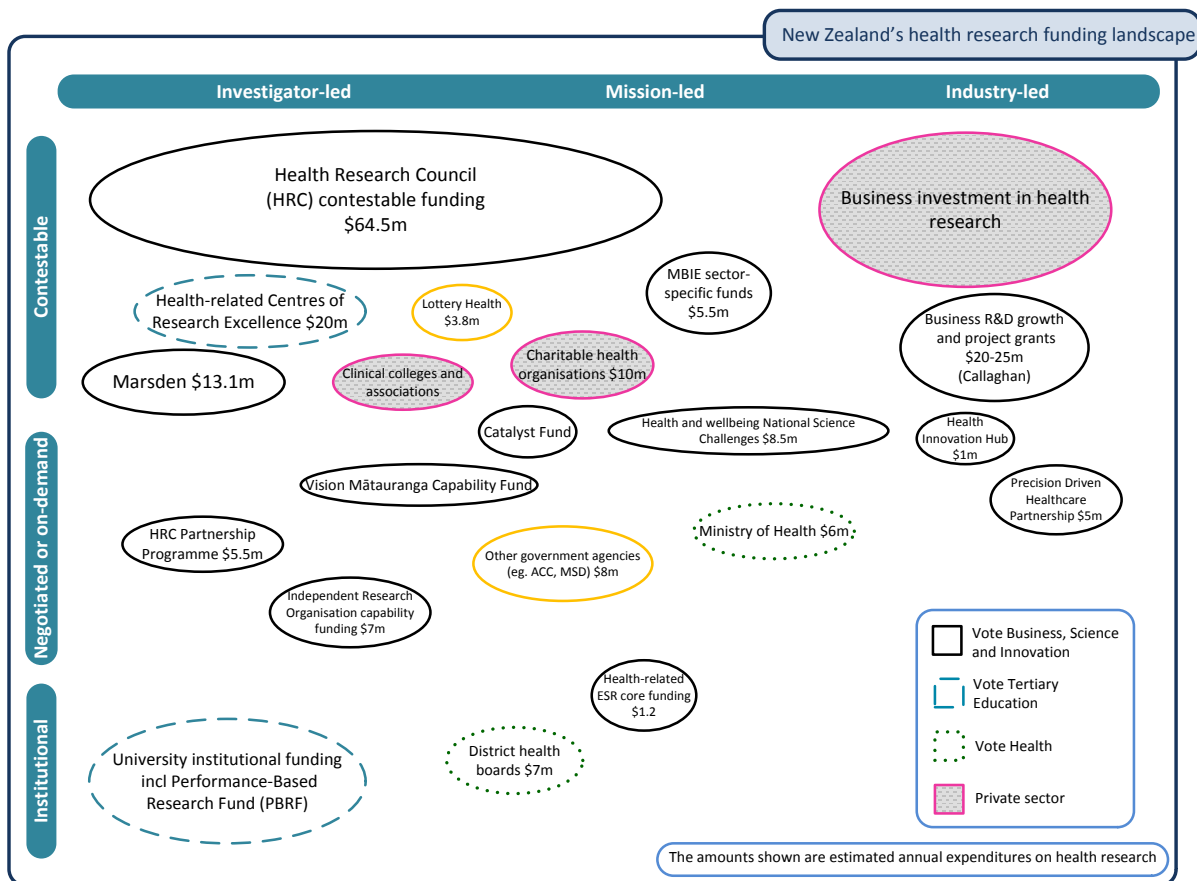 New Zealand's health research funding landscape
Investigator-led
Mission-led
Industry-led
Contestable
Health Research Council
(HRC) contestable funding
$64.5m
Business investment in health
research
MBIE sector-
specific funds
$5.5m
Health-related Centres of
Research Excellence $20m
Lottery Health
$3.8m
Business R&D growth
and project grants
$20-25m
(Callaghan)
Marsden $13.1m
Clinical colleges and
associations
Charitable health
organisations $10m
Negotiated or on-demand
Catalyst Fund
Health and wellbeing National Science
Challenges $8.5m
Health
Innovation Hub
$1m
Vision Mātauranga Capability Fund
Precision Driven
Healthcare
Partnership $5m
HRC Partnership
Programme $5.5m
Other government agencies
(eg. ACC, MSD) $8m
Ministry of Health $6m
Independent Research
Organisation capability
funding $7m
Institutional
Health-related
ESR core funding
$1.2
University institutional funding
incl Performance-Based
Research Fund (PBRF)
District health
boards $7m
Vote Business, Science
and Innovation
Vote Tertiary
Education
Vote Health
Private sector
The amounts shown are estimated annual expenditures on health research